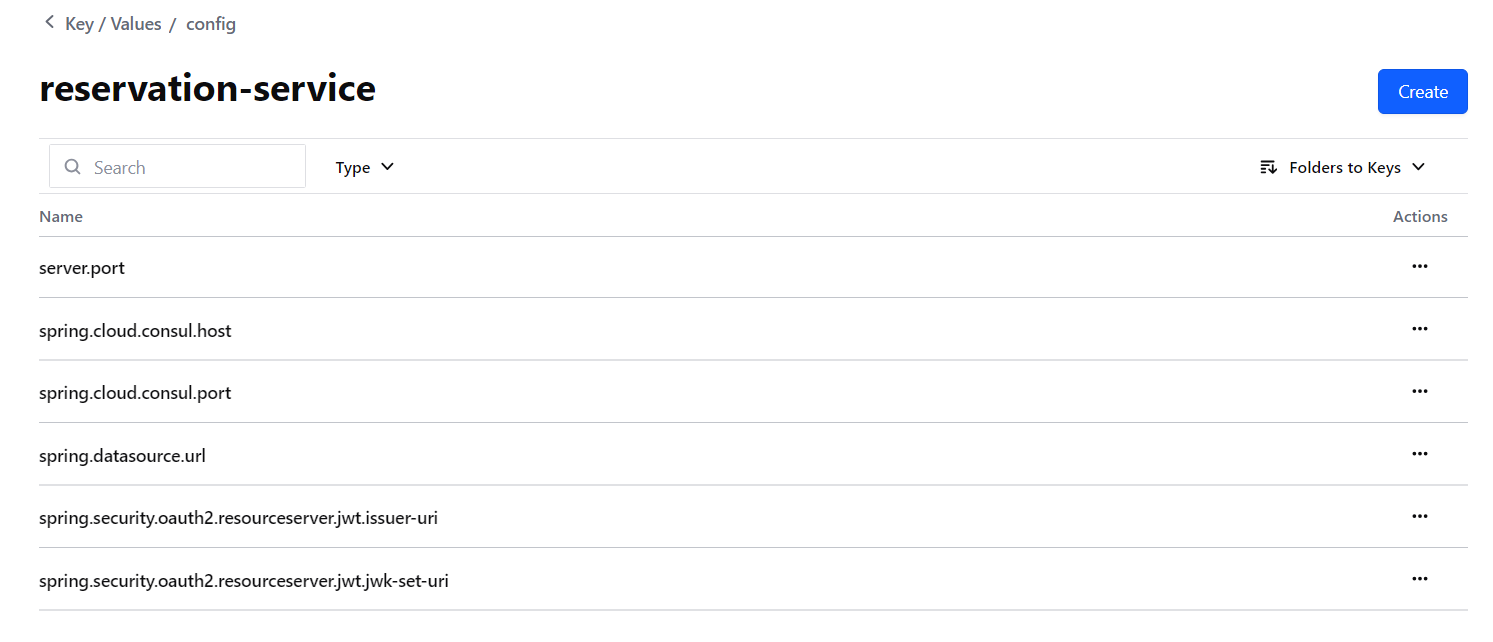 Key / Values / config
reservation-service
Create
Search Type Folders to Keys
Name Actions
server.port
spring.cloud.consul.host
spring.cloud.consul.port
spring.datasource.url
spring.security.oauth2.resourceserver.jwt.issuer-uri
spring.security.oauth2.resourceserver.jwt.jwk-set-uri